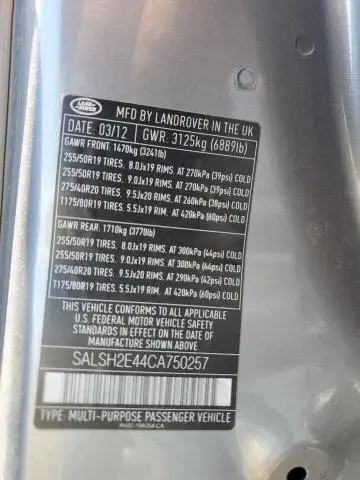 LAND ROVER
MFD BY LANDROVER IN THE UK
DATE: 03/12 GWR. 3125kg (6889lb)
GAWR FRONT: 1470kg (3241lb)
255/50R19 TIRES, 8.0Jx19 RIMS. AT 270kPa (39psi) COLD
255/50R19 TIRES, 9.0Jx19 RIMS. AT 270kPa (39psi) COLD
275/40R20 TIRES, 9.5Jx20 RIMS. AT 260kPa (38psi) COLD
T175/80R19 TIRES, 5.5Jx19 RIM. AT 420kPa (60psi) COLD
GAWR REAR: 1710kg (3770lb)
255/50R19 TIRES, 8.0Jx19 RIMS. AT 300kPa (44psi) COLD
255/50R19 TIRES, 9.0Jx19 RIMS. AT 300kPa (44psi) COLD
275/40R20 TIRES, 9.5Jx20 RIMS. AT 290kPa (42psi) COLD
T175/80R19 TIRES, 5.5Jx19 RIM. AT 420kPa (60psi) COLD
THIS VEHICLE CONFORMS TO ALL APPLICABLE
U.S. FEDERAL MOTOR VEHICLE SAFETY
STANDARDS IN EFFECT ON THE DATE OF
MANUFACTURE SHOWN ABOVE
SALSH2E44CA750257
TYPE: MULTI-PURPOSE PASSENGER VEHICLE